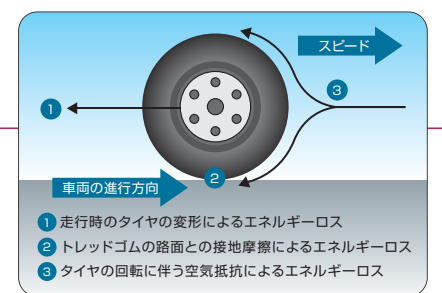 スピード
3
1
2
車両の進行方向
1 走行時のタイヤの変形によるエネルギーロス
2 トレッドゴムの路面との接地摩擦によるエネルギーロス
3 タイヤの回転に伴う空気抵抗によるエネルギーロス